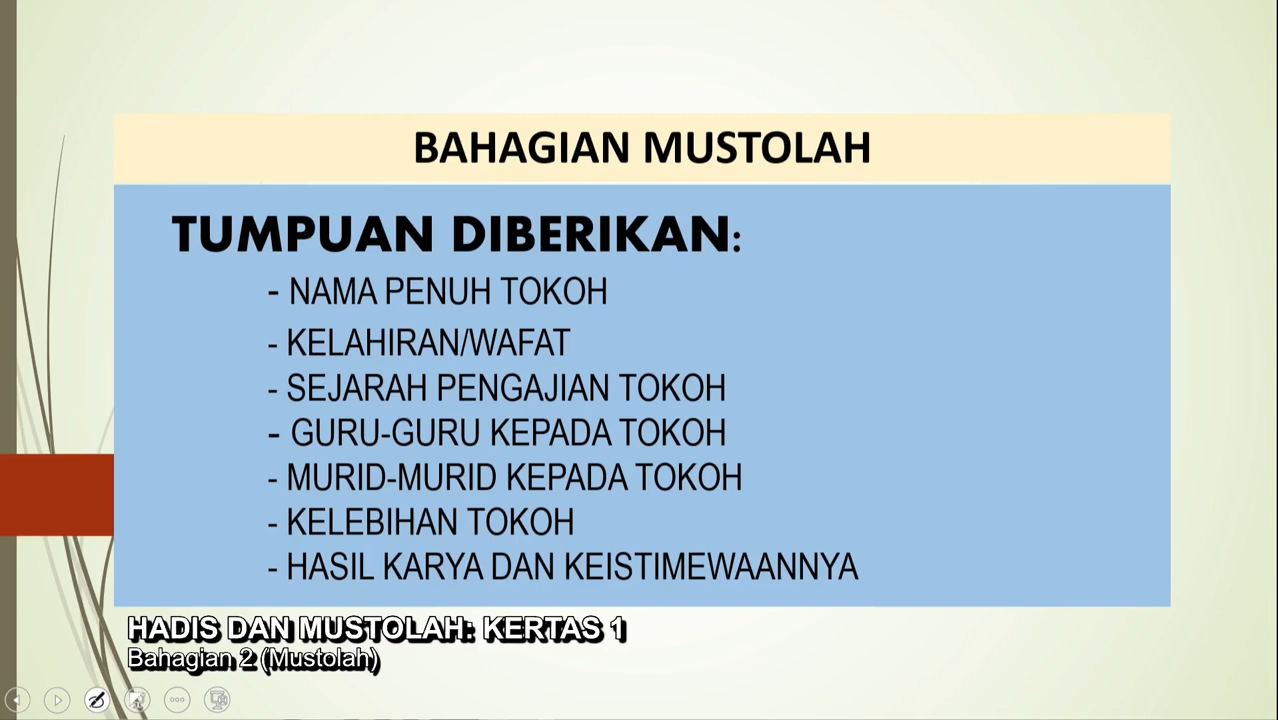 BAHAGIAN MUSTOLAH
TUMPUAN DIBERIKAN:
- NAMA PENUH TOKOH
- KELAHIRAN/WAFAT
- SEJARAH PENGAJIAN TOKOH
- GURU-GURU KEPADA TOKOH
- MURID-MURID KEPADA TOKOH
- KELEBIHAN TOKOH
- HASIL KARYA DAN KEISTIMEWAANNYA
HADIS DAN MUSTOLAH: KERTAS 1
Bahagian 2 (Mustolah)